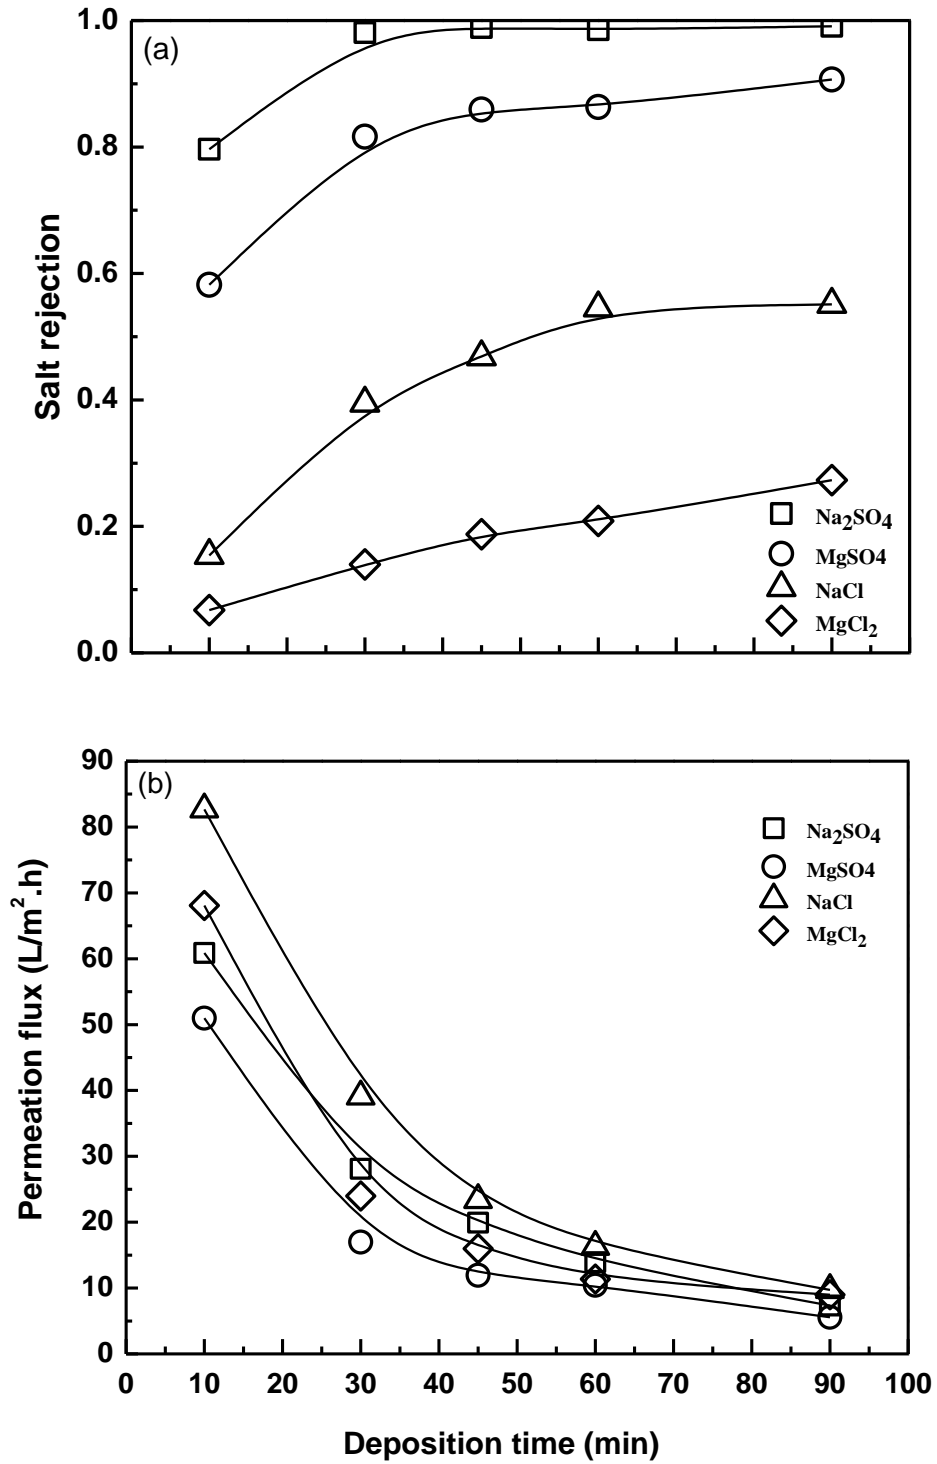 (a)
1.0
0.8
0.6
0.4
0.2
0.0
Salt rejection
Na2SO4
MgSO4
NaCl
MgCl2
(b)
90
80
70
60
50
40
30
20
10
0
Permeation flux (L/m².h)
Na2SO4
MgSO4
NaCl
MgCl2
0 10 20 30 40 50 60 70 80 90 100
Deposition time (min)